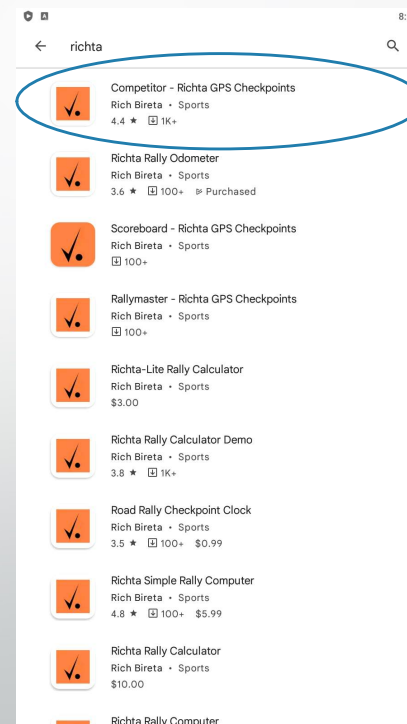 8:
richta
Competitor - Richta GPS Checkpoints
Rich Bireta • Sports
4.4 ★ 1K+
Richta Rally Odometer
Rich Bireta • Sports
3.6 ★ 100+ Purchased
Scoreboard - Richta GPS Checkpoints
Rich Bireta • Sports
100+
Rallymaster - Richta GPS Checkpoints
Rich Bireta • Sports
100+
Richta-Lite Rally Calculator
Rich Bireta • Sports
$3.00
Richta Rally Calculator Demo
Rich Bireta • Sports
3.8 ★ 1K+
Road Rally Checkpoint Clock
Rich Bireta • Sports
3.5 ★ 100+ $0.99
Richta Simple Rally Computer
Rich Bireta • Sports
4.8 ★ 100+ $5.99
Richta Rally Calculator
Rich Bireta • Sports
$10.00
Richta Rally Computer